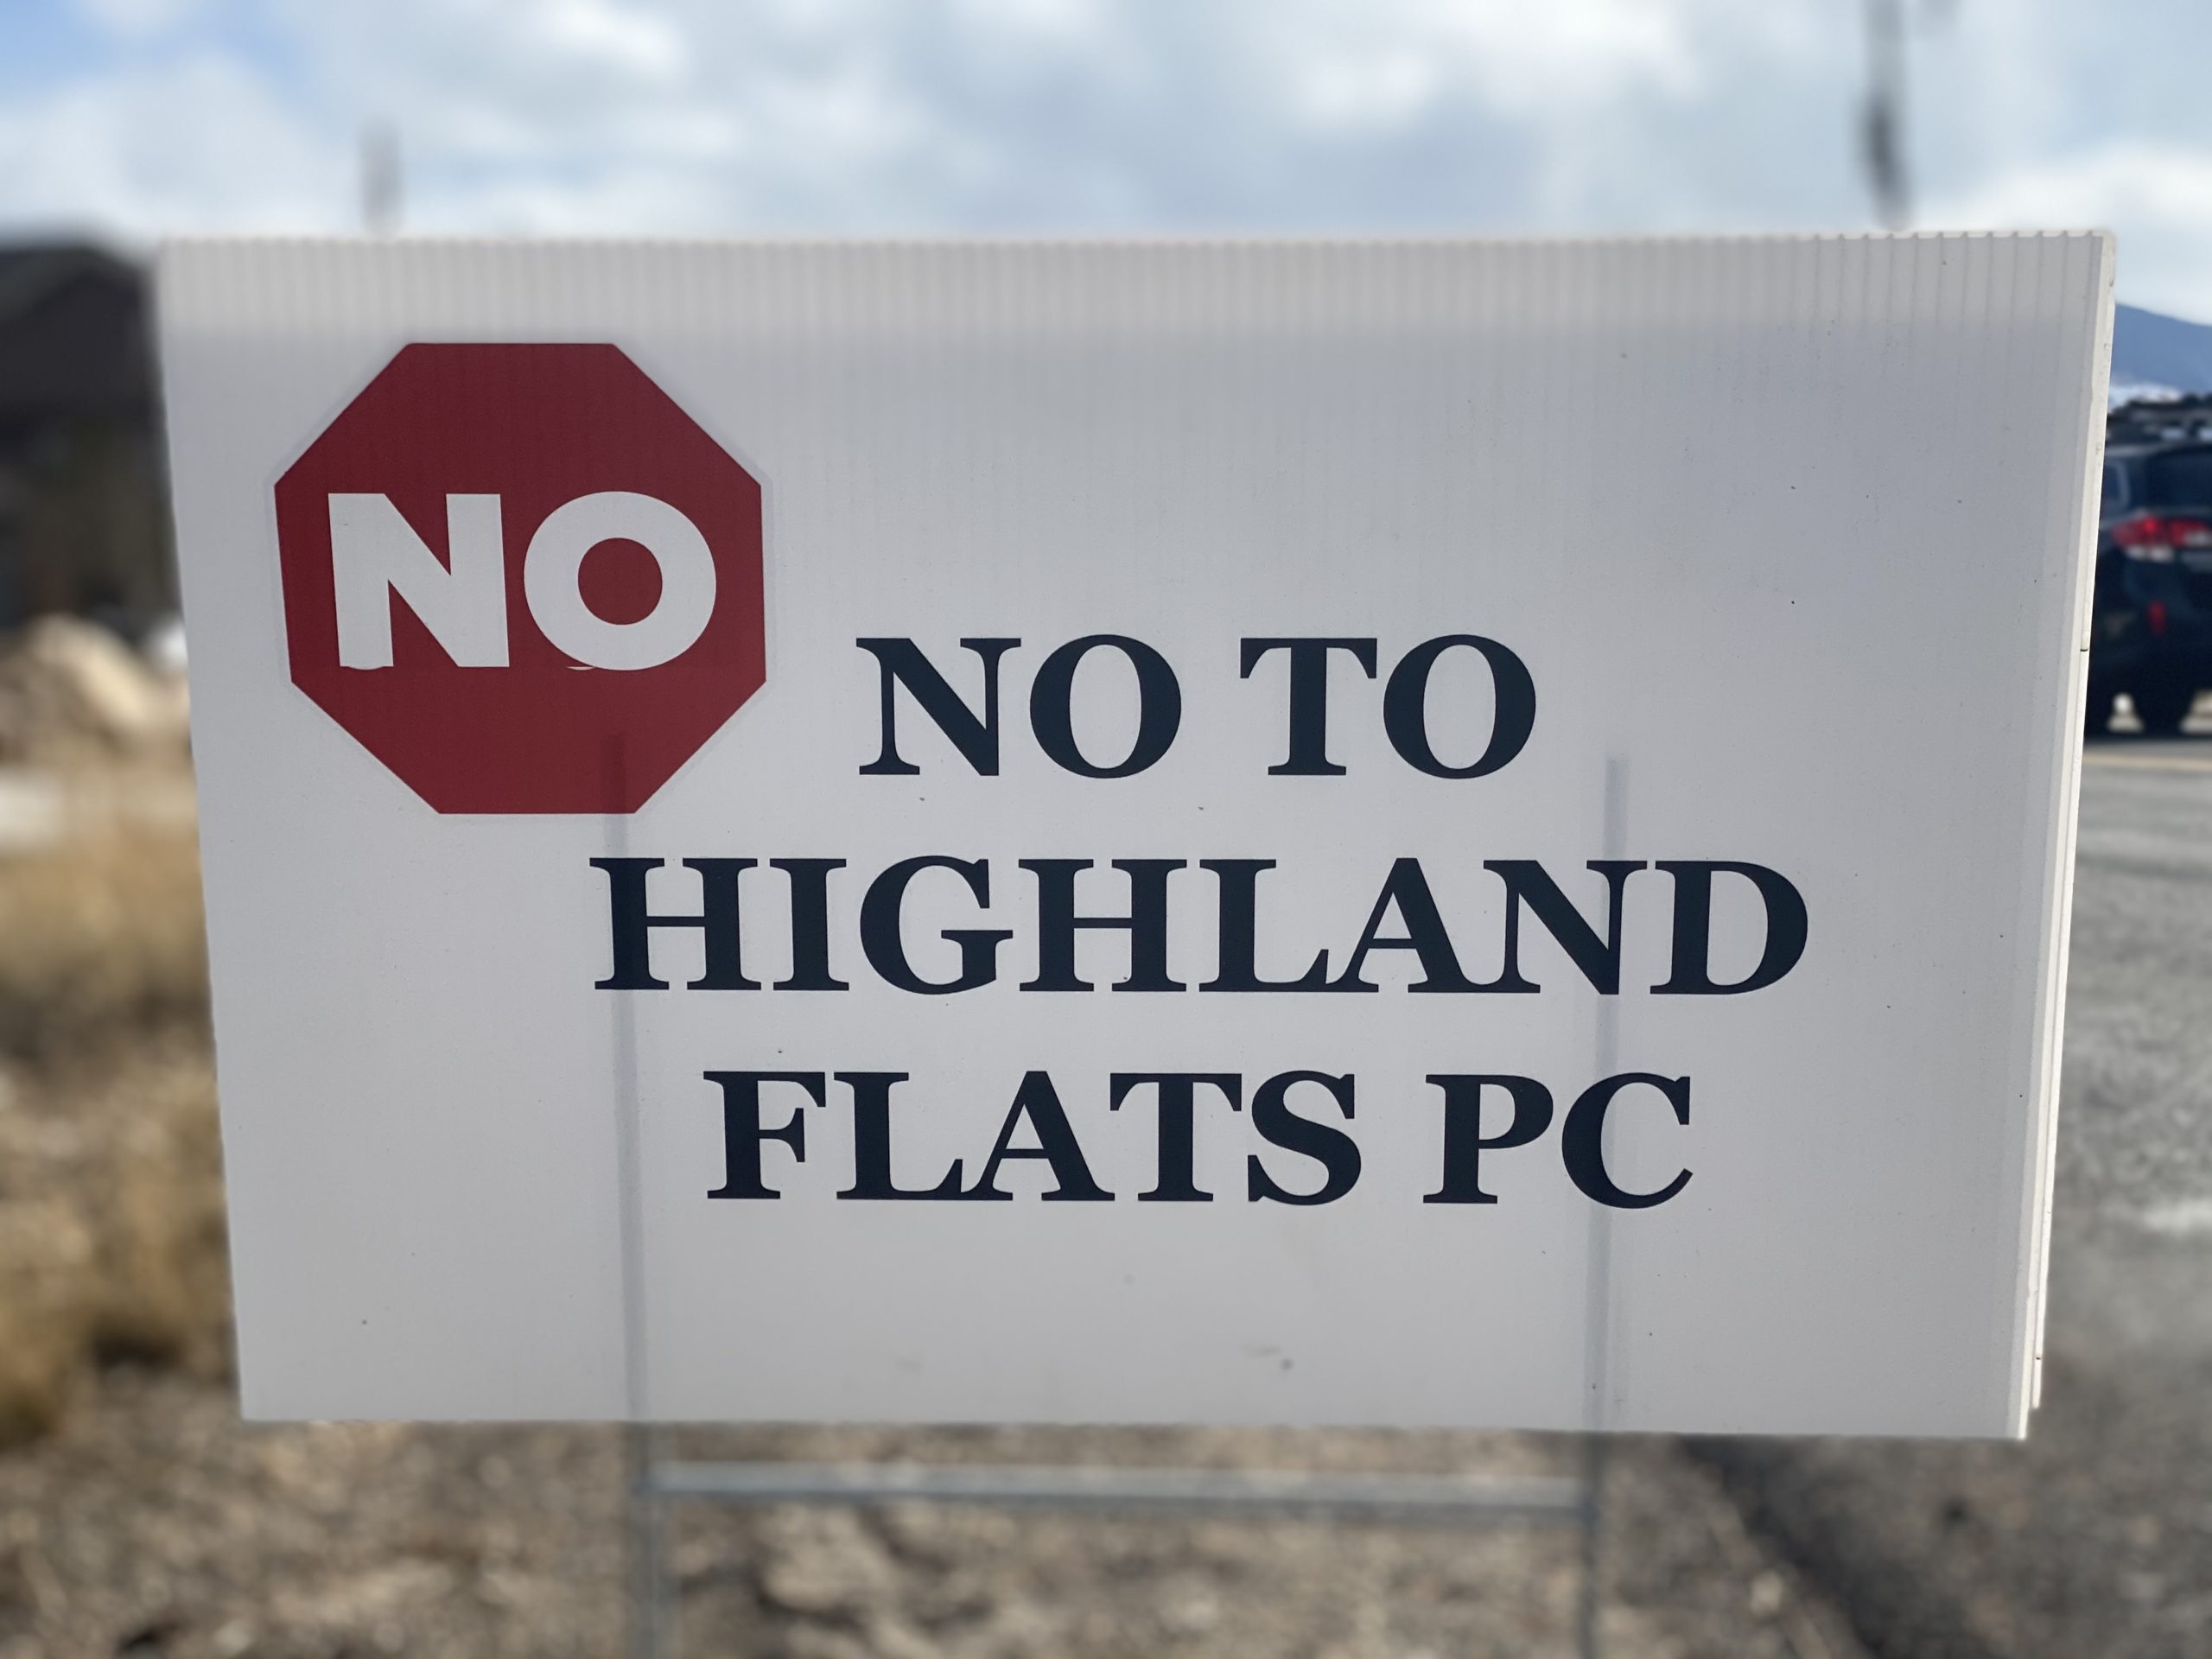 NO
NO TO
HIGHLAND
FLATS PC